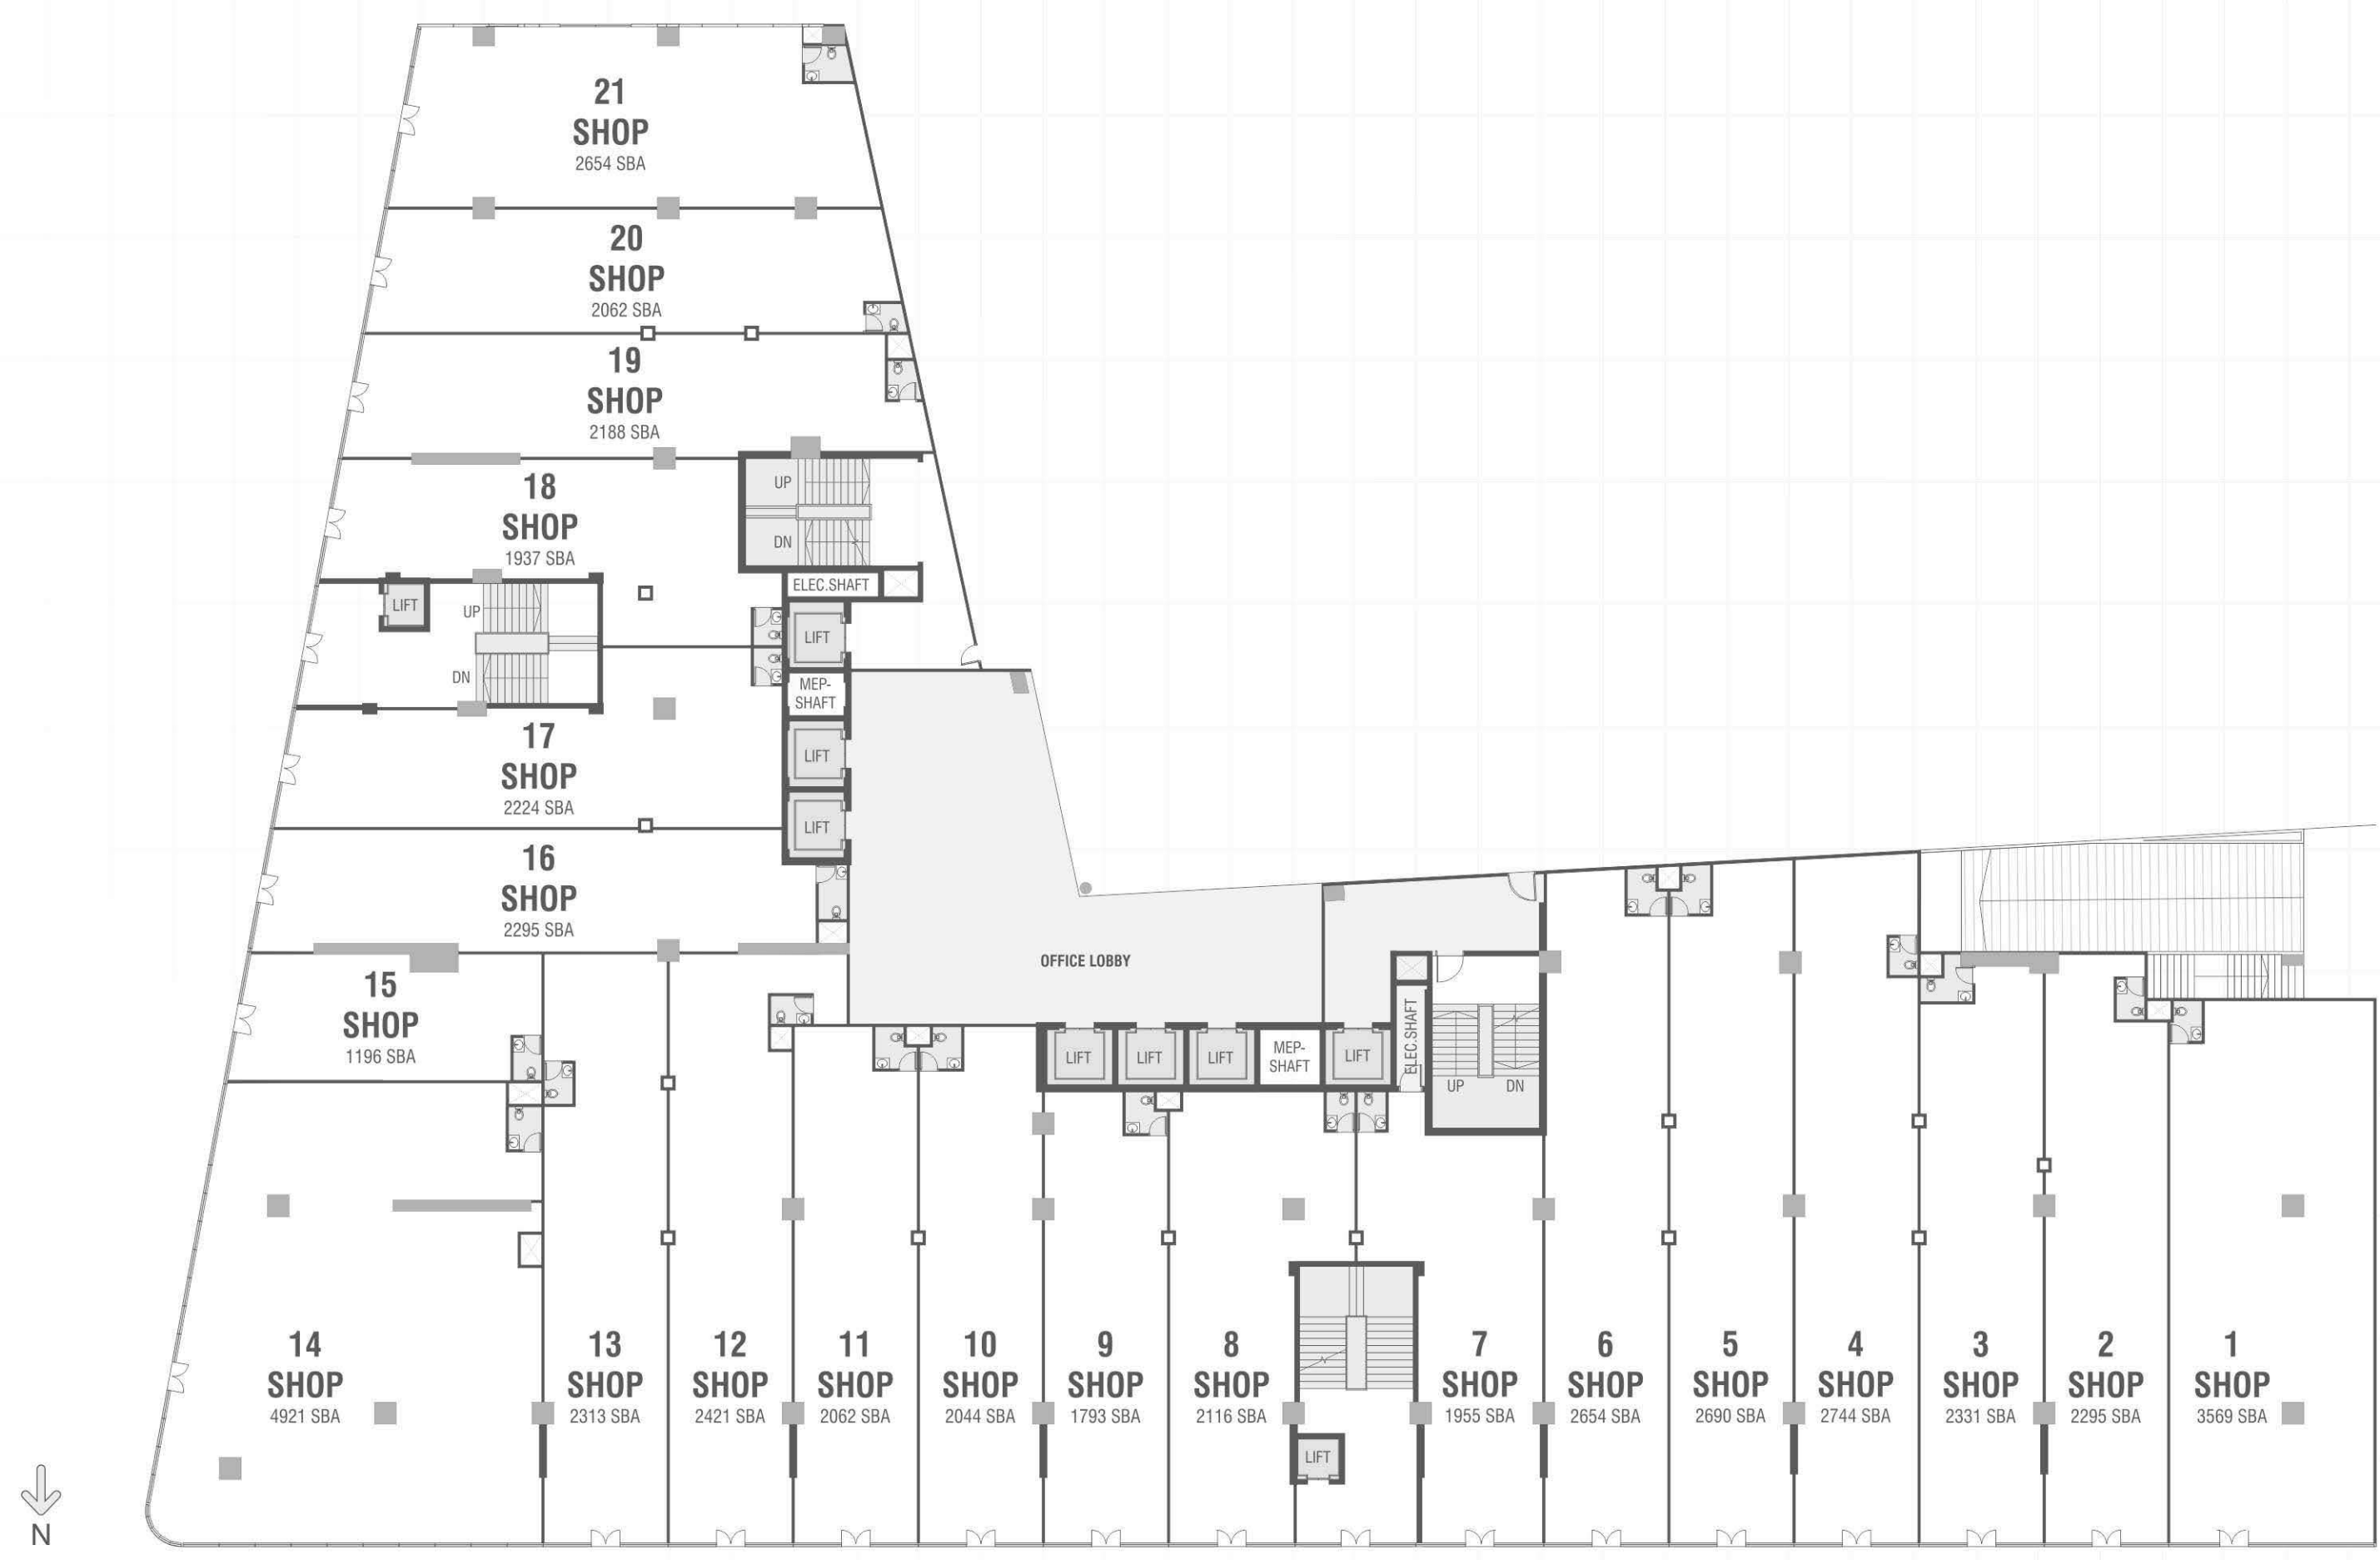 21
SHOP
2654 SBA
20
SHOP
2062 SBA
19
SHOP
2188 SBA
18
SHOP
1937 SBA
UP
DN
ELEC.SHAFT
LIFT
UP
DN
LIFT
MEP-
SHAFT
LIFT
LIFT
17
SHOP
2224 SBA
16
SHOP
2295 SBA
15
SHOP
1196 SBA
OFFICE LOBBY
LIFT
LIFT
LIFT
MEP-
SHAFT
LIFT
ELEC.SHAFT
UP
DN
14
SHOP
4921 SBA
13
SHOP
2313 SBA
12
SHOP
2421 SBA
11
SHOP
2062 SBA
10
SHOP
2044 SBA
9
SHOP
1793 SBA
8
SHOP
2116 SBA
LIFT
7
SHOP
1955 SBA
6
SHOP
2654 SBA
5
SHOP
2690 SBA
4
SHOP
2744 SBA
3
SHOP
2331 SBA
2
SHOP
2295 SBA
1
SHOP
3569 SBA
N